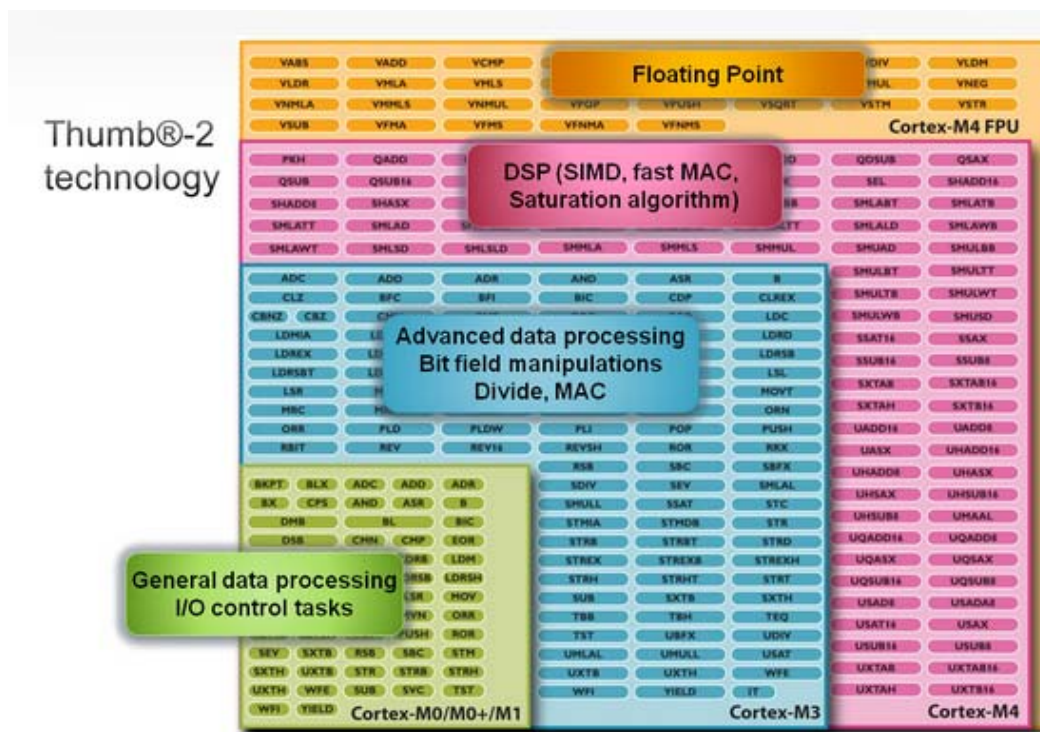 Thumb®-2
technology
Floating Point
VABS VADD VCMP VDIV VLDM
VLDR VMLA VMLS VNEG
VNMLA VMMLS VNMUL VPOP VPUSH VSQRT VSTM VSTR
VSUB VFMA VFMS VFNMA VFNMS
Cortex-M4 FPU
DSP (SIMD, fast MAC,
Saturation algorithm)
PKH QADD QDSUB QSAX
QSUB QSUB16 SEL SHADD16
SHADD8 SHASX SMLABT SMLATB
SMLATT SMLAD SMLALD SMLAWB
SMLAWT SMLSD SMLSLD SMMLA SMMLS SMMUL SMUAD SMULBB
SMULBT SMULTT
SMULTB SMULWT
SMULWB SMUSD
SSAT16 SSAX
SSUB16 SSUB8
SXTAB SXTAB16
SXTAH SXTB16
UADD16 UADD8
UASX UHADD16
UHADD8 UHASX
UHSAX UHSUB16
UHSUB8 UMAAL
UQADD16 UQADD8
UQASX UQSAX
UQSUB16 UQSUB8
USAD8 USADA8
USAT16 USAX
USUB16 USUB8
UXTAB UXTAB16
UXTAH UXTB16
Cortex-M4
ADC ADD ADR AND ASR B
CLZ BFC BFI BIC CDP CLREX
CBNZ CBZ LDC
LDMIA LDRD
LDREX LDRSB
LDRSBT LSL
LSR MOVT
MRC ORN
ORR PLD PLDW PLI POP PUSH
RBIT REV REV16 REVSH ROR RRX
Advanced data processing
Bit field manipulations
Divide, MAC
RSB SBC SBFX
SDIV SEV SMLAL
SMULL SSAT STC
STMIA STMDB STR
STRB STRBT STRD
STREX STREXB STREXH
STRH STRHT STRT
SUB SXTB SXTH
TBB TBH TEQ
TST UBFX UDIV
UMLAL UMULL USAT
UXTB UXTH WFE
WFI YIELD IT
Cortex-M3
BKPT BLX ADC ADD ADR
BX CPS AND ASR B
DMB BL BIC
DSB CMN CMP EOR
LDM
LDRSH
MOV
ORR
ROR
General data processing
I/O control tasks
SEV SXTB RSB SBC STM
SXTH UXTB STR STRB STRH
UXTH WFE SUB SVC TST
WFI YIELD
Cortex-M0/M0+/M1